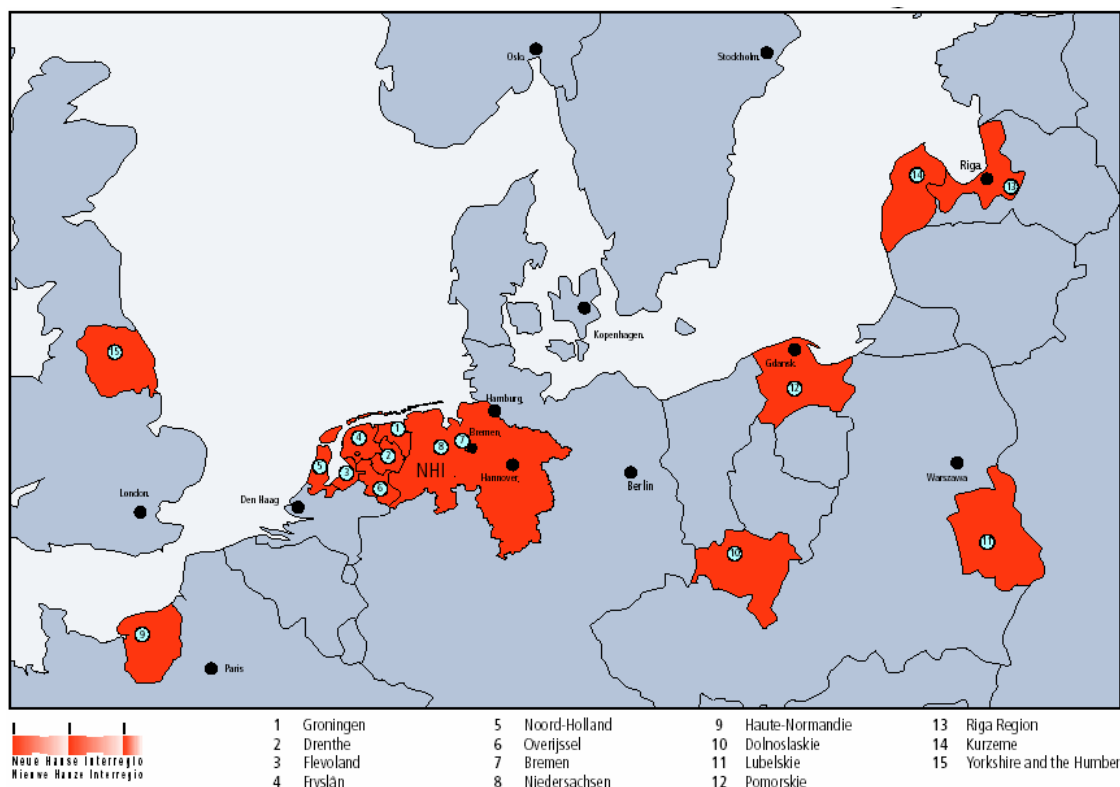 Oslo.
Stockholm.
Riga.
14
13
Kopenhagen.
15
Gdansk.
12
Hamburg.
1
4
Bremen.
7
8
2
5
3
NHI
Hannover.
6
Berlin
Warszawa
London.
Den Haag
10
11
9
Paris
Neue Hanse Interregio
Nieuwe Hanze Interregio
1 Groningen
2 Drenthe
3 Flevoland
4 Fryslân
5 Noord-Holland
6 Overijssel
7 Bremen
8 Niedersachsen
9 Haute-Normandie
10 Dolnoslaskie
11 Lubelskie
12 Pomorskie
13 Riga Region
14 Kurzeme
15 Yorkshire and the Humber